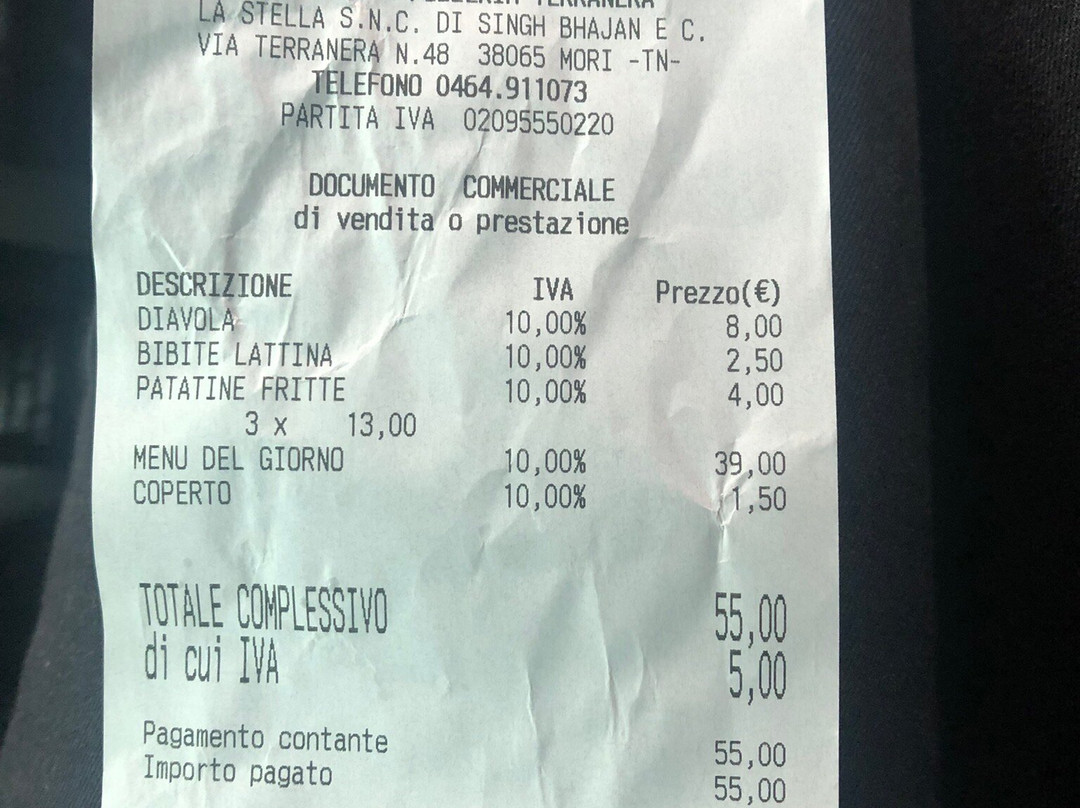 TERRANERA
LA STELLA S.N.C. DI SINGH BHAJAN E C.
VIA TERRANERA N.48 38065 MORI -TN-
TELEFONO 0464.911073
PARTITA IVA 02095550220
DOCUMENTO COMMERCIALE
di vendita o prestazione
DESCRIZIONE IVA Prezzo(€)
DIAVOLA 10,00% 8,00
BIBITE LATTINA 10,00% 2,50
PATATINE FRITTE 10,00% 4,00
3 x 13,00
MENU DEL GIORNO 10,00% 39,00
COPERTO 10,00% 1,50
TOTALE COMPLESSIVO 55,00
di cui IVA 5,00
Pagamento contante 55,00
Importo pagato 55,00